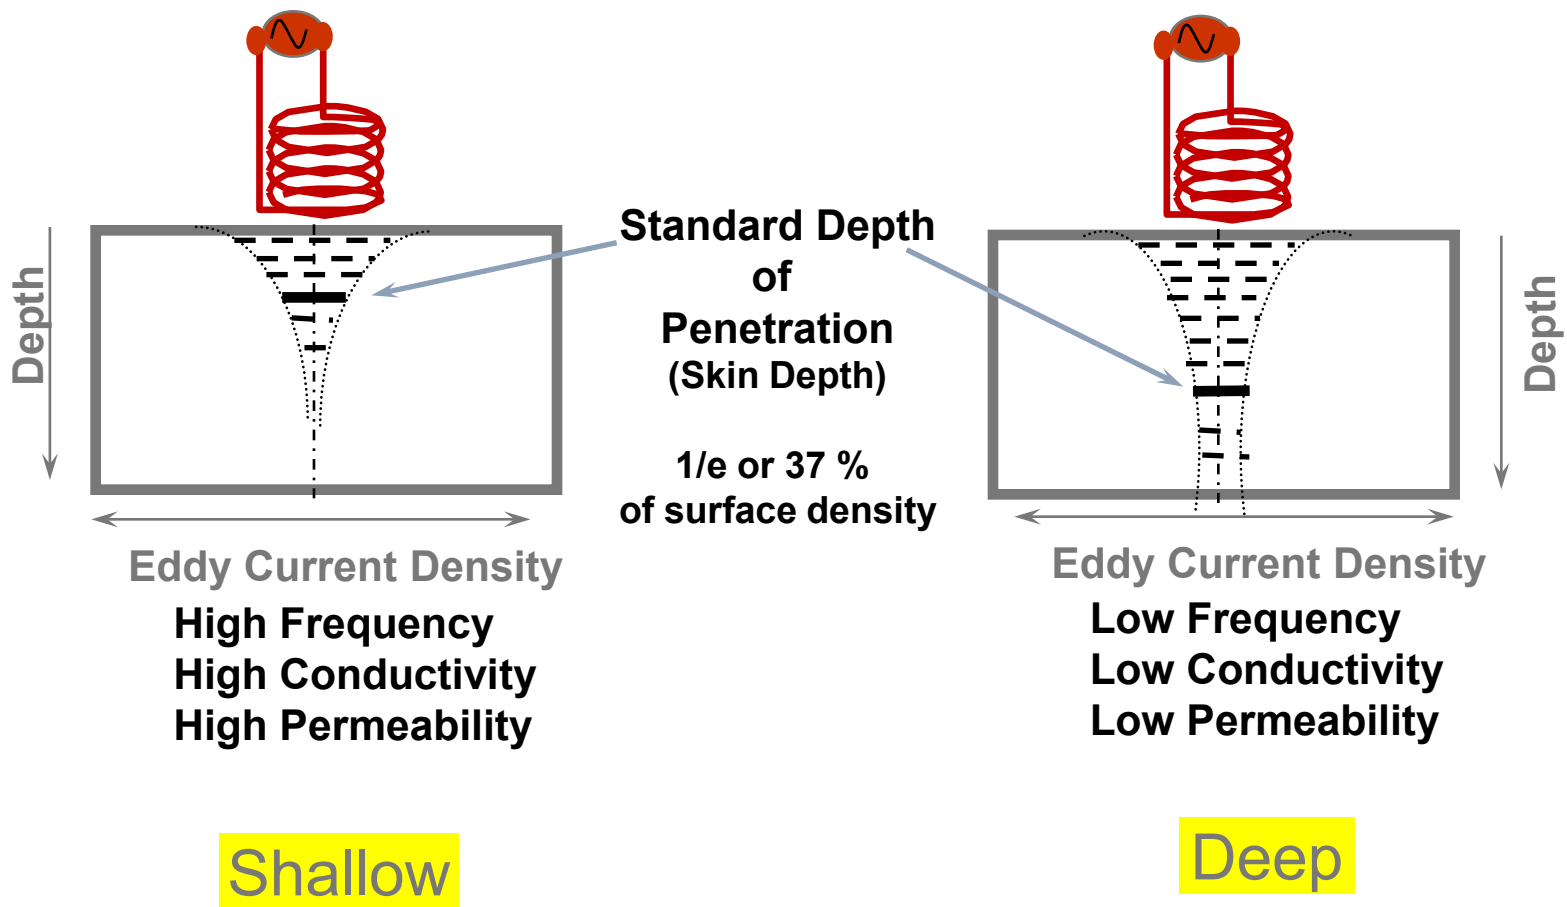 Depth
Eddy Current Density
High Frequency
High Conductivity
High Permeability
Shallow
Standard Depth
of
Penetration
(Skin Depth)
1/e or 37 %
of surface density
Depth
Eddy Current Density
Low Frequency
Low Conductivity
Low Permeability
Deep